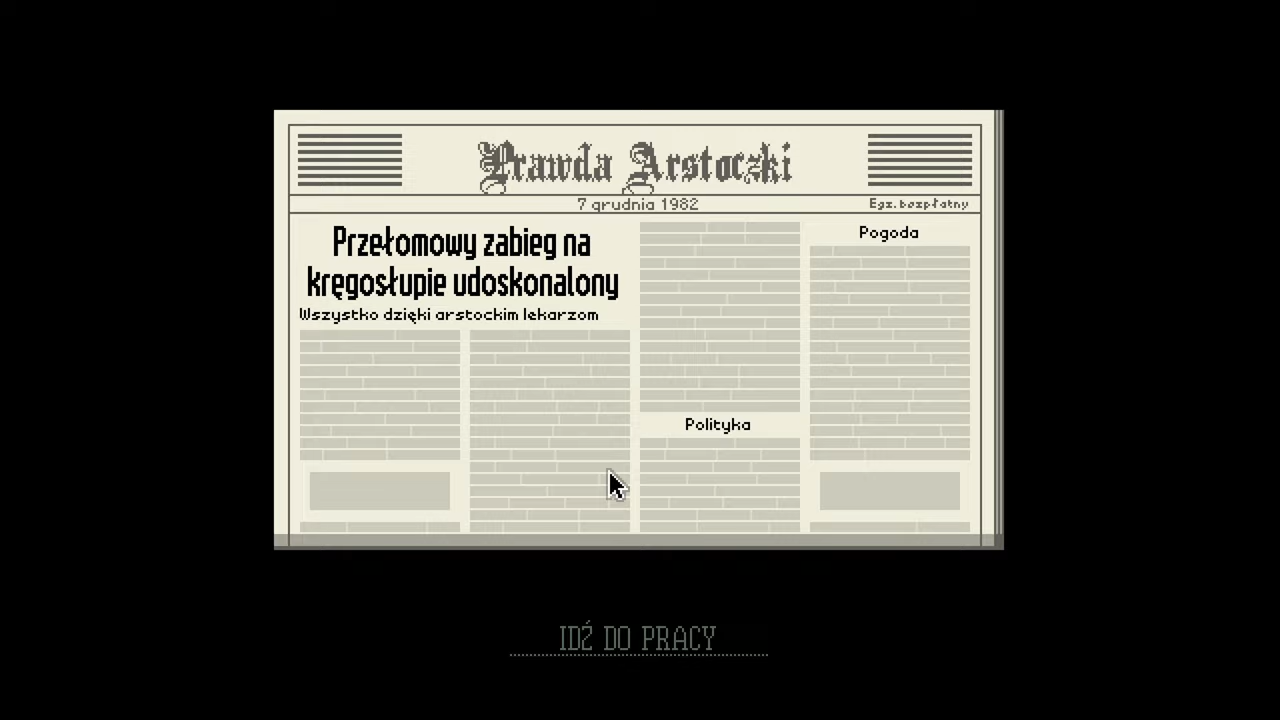 Prawda Arstoczki
7 grudnia 1982
Egz. bezpłatny
Przełomowy zabieg na
kręgosłupie udoskonalony
Wszystko dzięki arstockim lekarzom
Pogoda
Polityka
IDŹ DO PRACY